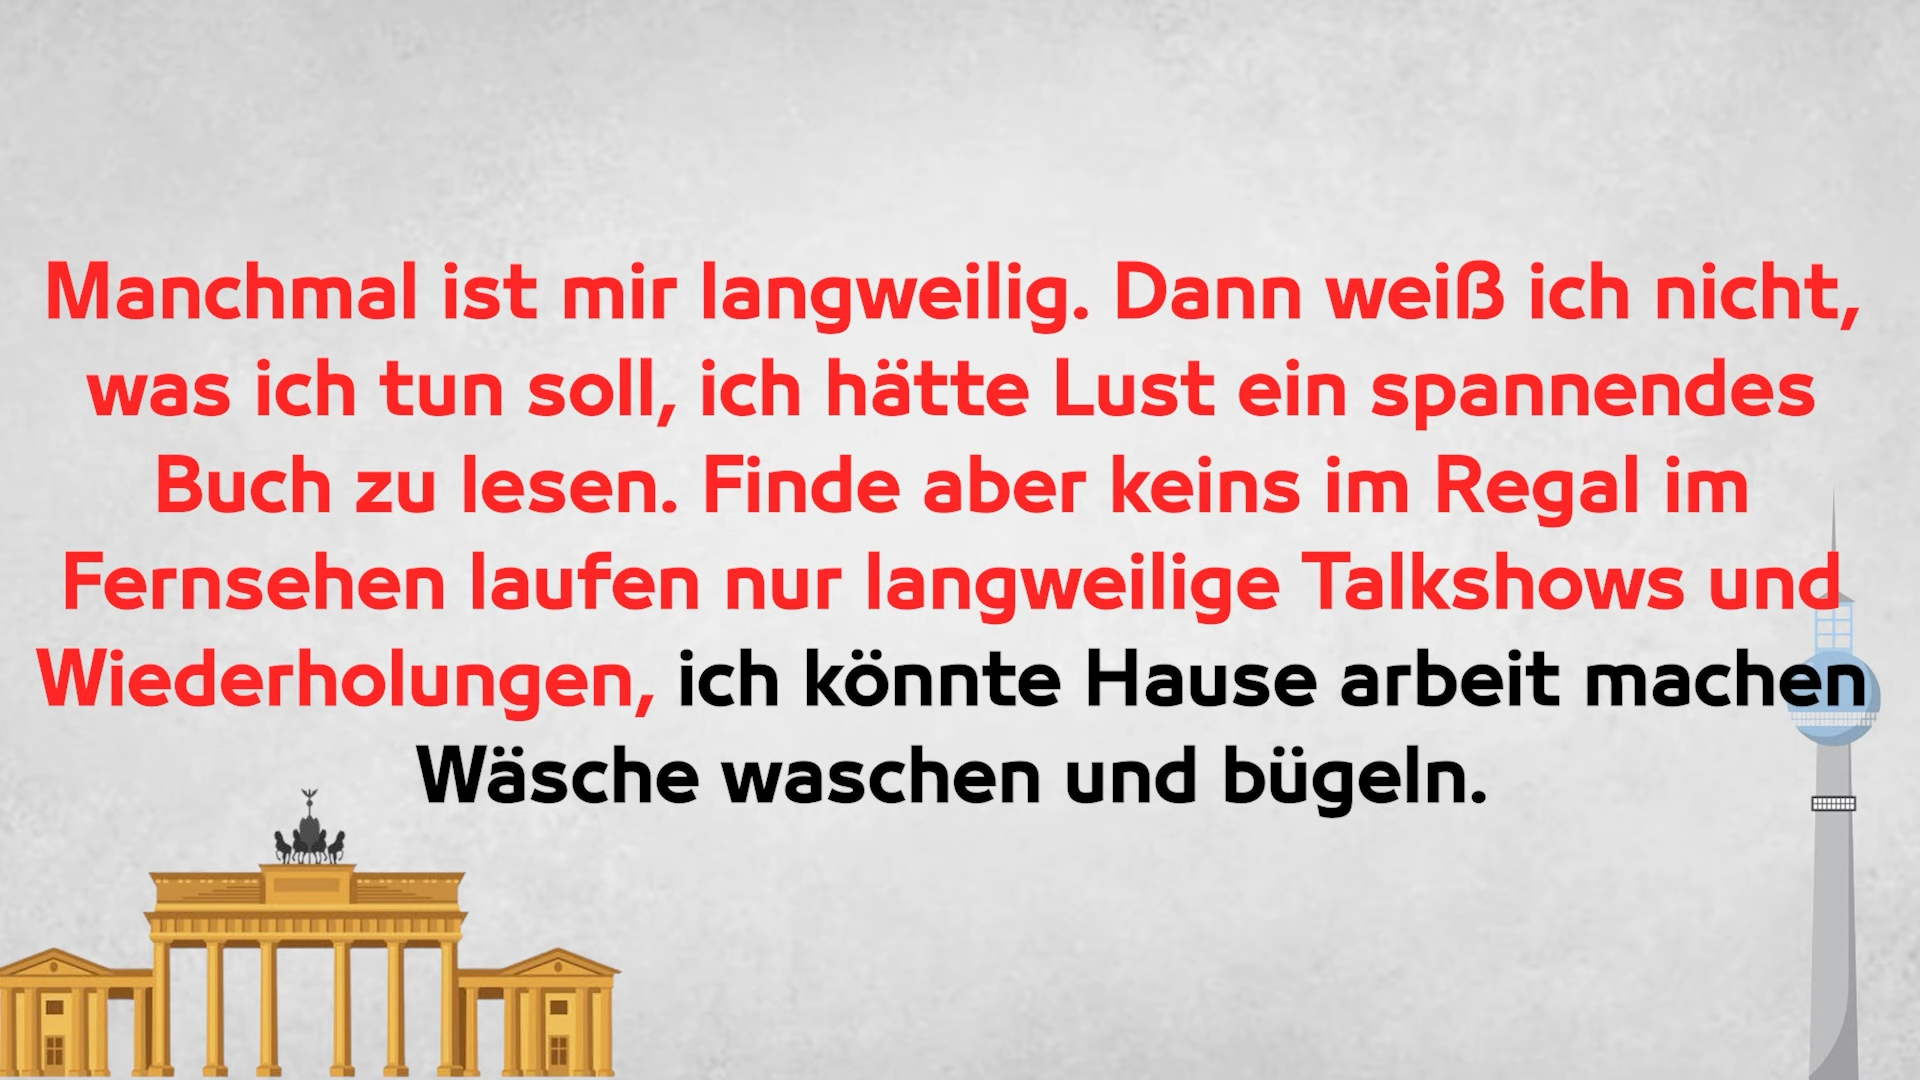 Manchmal ist mir langweilig. Dann weiß ich nicht,
was ich tun soll, ich hätte Lust ein spannendes
Buch zu lesen. Finde aber keins im Regal im
Fernsehen laufen nur langweilige Talkshows und
Wiederholungen, ich könnte Hause arbeit machen
Wäsche waschen und bügeln.